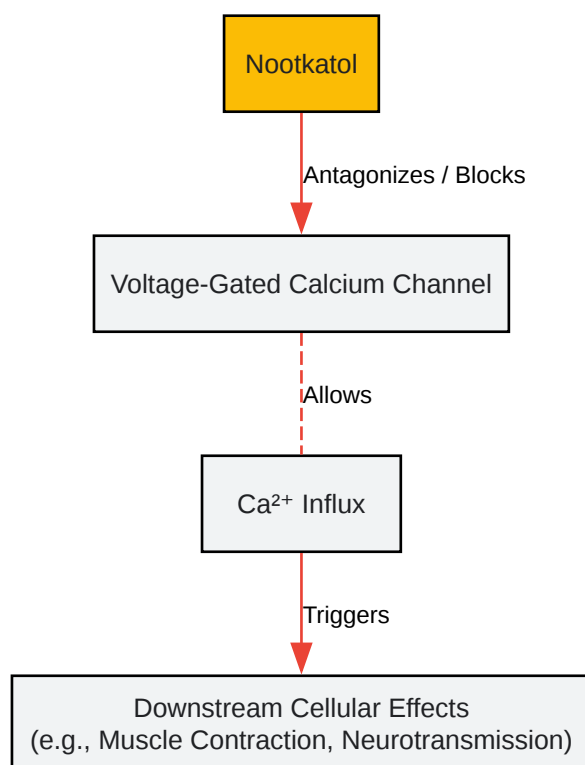 Nootkatol
Antagonizes / Blocks
Voltage-Gated Calcium Channel
Allows
Ca²⁺ Influx
Triggers
Downstream Cellular Effects
(e.g., Muscle Contraction, Neurotransmission)